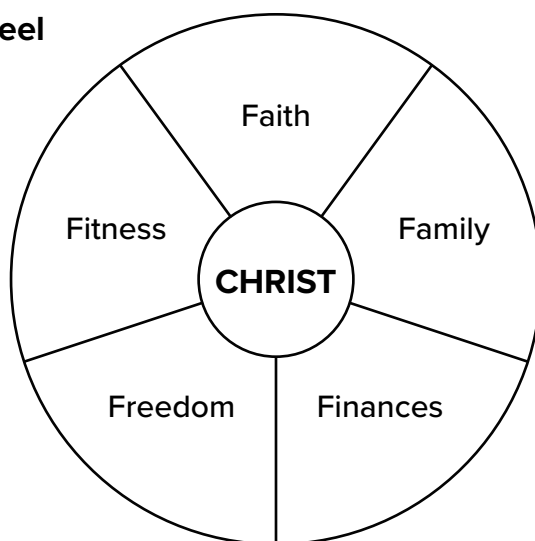 eel
Faith
Fitness
Family
CHRIST
Freedom
Finances